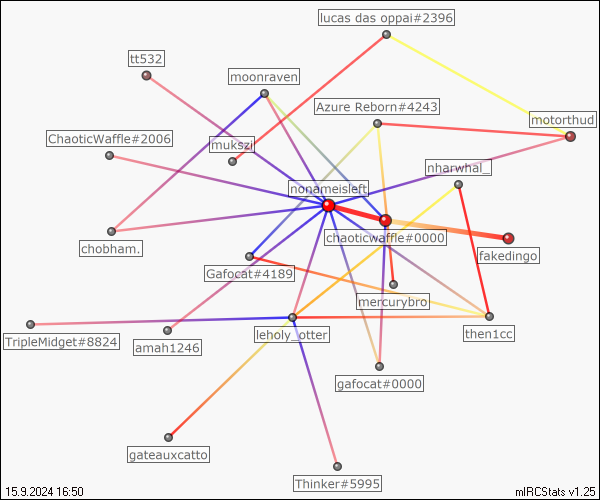 lucas das oppai#2396
tt532
moonraven
Azure Reborn#4243
motorthud
ChaoticWaffle#2006
mukszi
nharwhal_
nonameisleft
chaoticwaffle#0000
chobham.
fakedingo
Gafocat#4189
mercurybro
TripleMidget#8824
amah1246
leholy_otter
then1cc
gafocat#0000
gateauxcatto
Thinker#5995
15.9.2024 16:50
mIRCStats v1.25